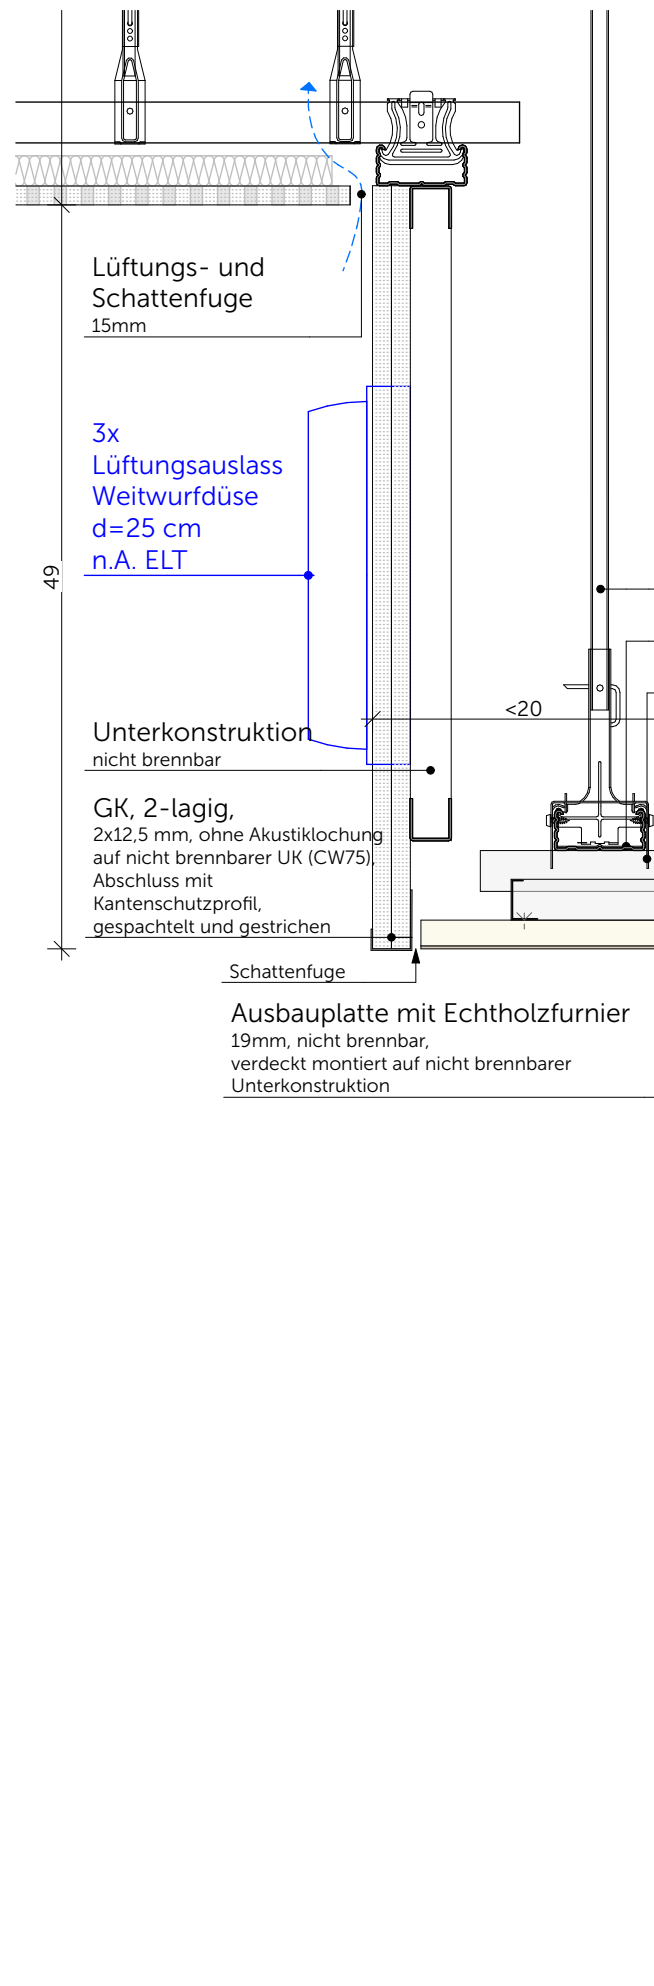 Lüftungs- und
Schattenfuge
15mm
3x
Lüftungsauslass
Weitwurfdüse
d=25 cm
n.A. ELT
49
<20
Unterkonstruktion
nicht brennbar
GK, 2-lagig,
2x12,5 mm, ohne Akustiklochung
auf nicht brennbarer UK (CW75),
Abschluss mit
Kantenschutzprofil,
gespachtelt und gestrichen
Schattenfuge
Ausbauplatte mit Echtholzfurnier
19mm, nicht brennbar,
verdeckt montiert auf nicht brennbarer
Unterkonstruktion